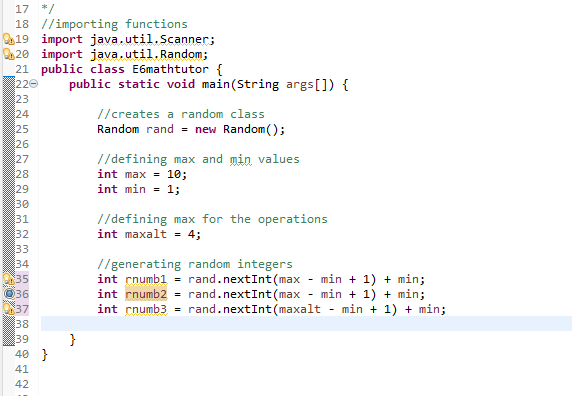 17 */
18 //importing functions
19 import java.util.Scanner;
20 import java.util.Random;
21 public class E6mathtutor {
22 public static void main(String args[]) {
23
24 //creates a random class
25 Random rand = new Random();
26
27 //defining max and min values
28 int max = 10;
29 int min = 1;
30
31 //defining max for the operations
32 int maxalt = 4;
33
34 //generating random integers
35 int rnumb1 = rand.nextInt(max - min + 1) + min;
36 int rnumb2 = rand.nextInt(max - min + 1) + min;
37 int rnumb3 = rand.nextInt(maxalt - min + 1) + min;
38
39 }
40 }
41
42